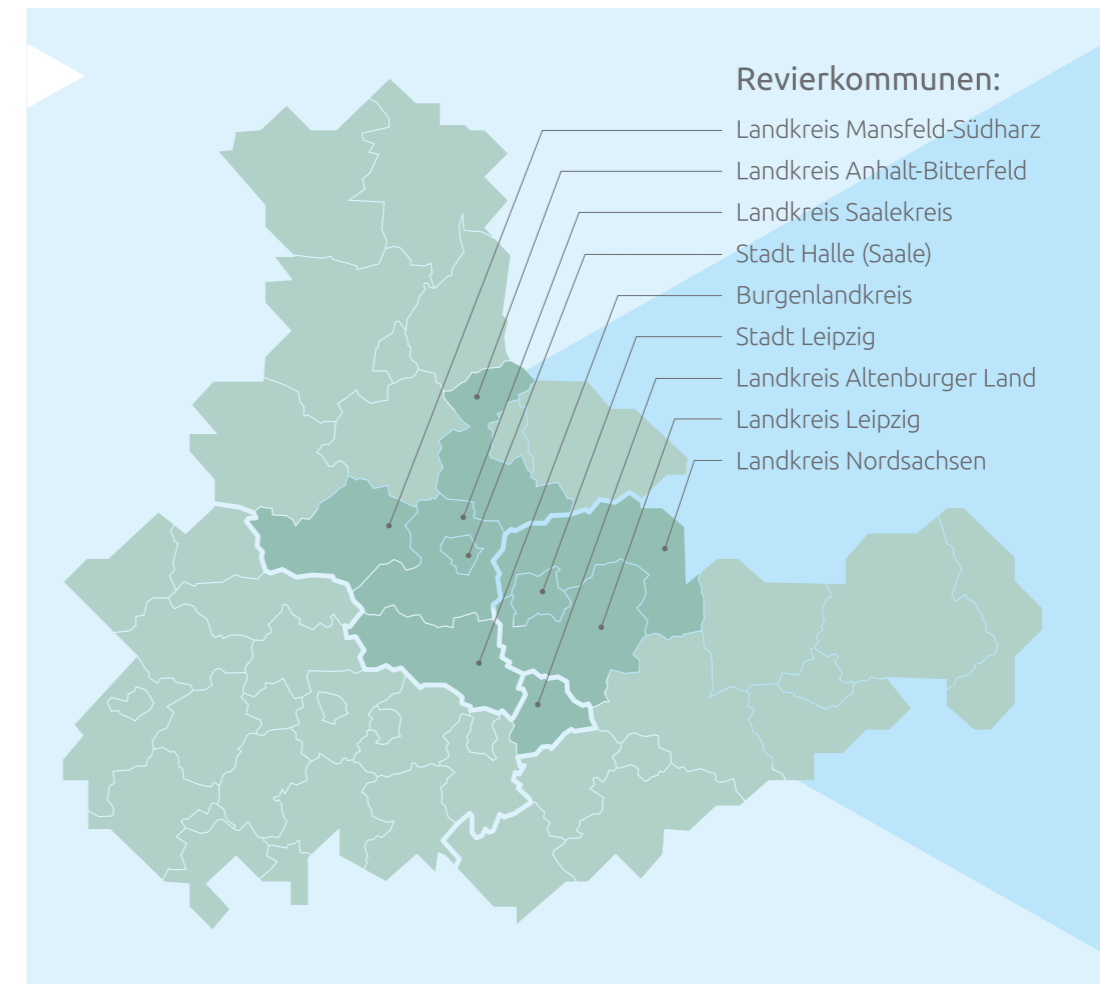 Revierkommunen:
Landkreis Mansfeld-Südharz
Landkreis Anhalt-Bitterfeld
Landkreis Saalekreis
Stadt Halle (Saale)
Burgenlandkreis
Stadt Leipzig
Landkreis Altenburger Land
Landkreis Leipzig
Landkreis Nordsachsen